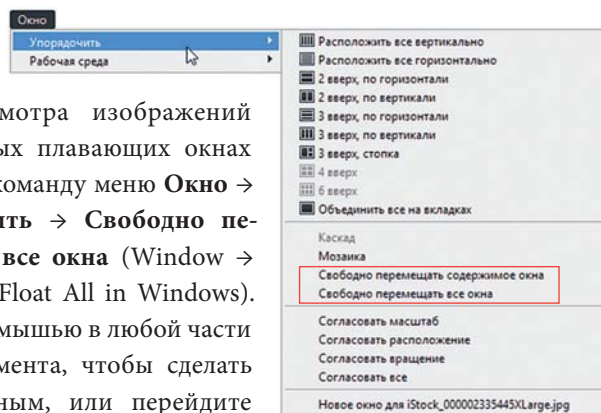 Окно
Упорядочить
Рабочая среда
Расположить все вертикально
Расположить все горизонтально
2 вверх, по горизонтали
2 вверх, по вертикали
3 вверх, по горизонтали
3 вверх, по вертикали
3 вверх, стопка
4 вверх
6 вверх
Объединить все на вкладках
Каскад
Мозаика
Свободно перемещать содержимое окна
Свободно перемещать все окна
Согласовать масштаб
Согласовать расположение
Согласовать вращение
Согласовать все
Новое окно для iStock_000002335445XLarge.jpg
мотра изображений
ых плавающих окнах
команду меню Окно →
ить → Свободно пе-
все окна (Window →
Float All in Windows).
мышью в любой части
мента, чтобы сделать
ным, или перейдите